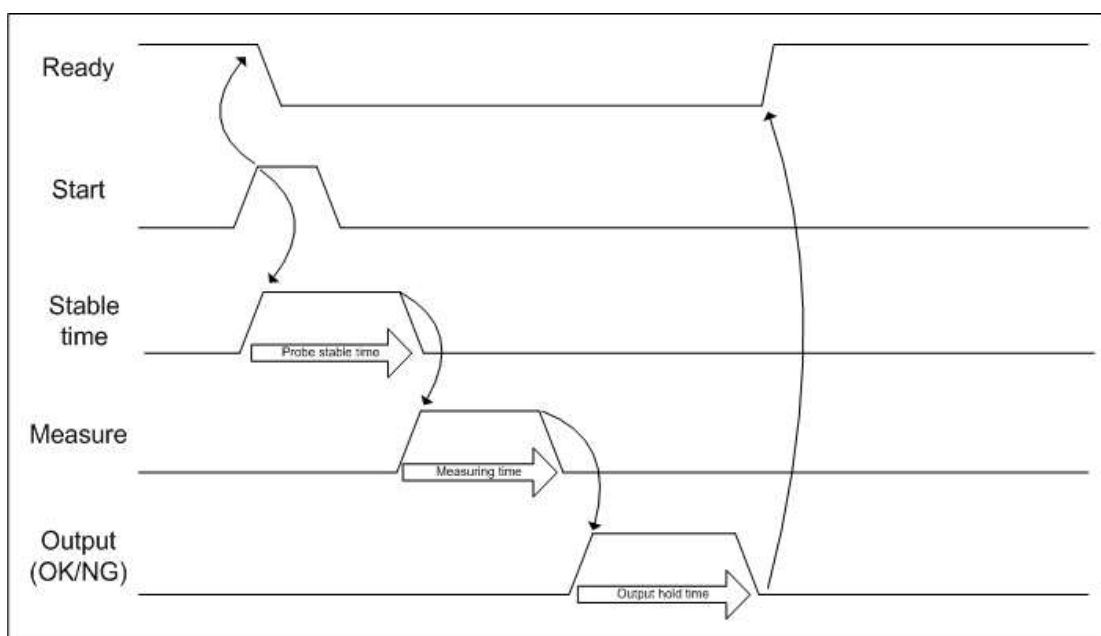 Ready
Start
Stable
time
Probe stable time
Measure
Measuring time
Output
(OK/NG)
Output hold time